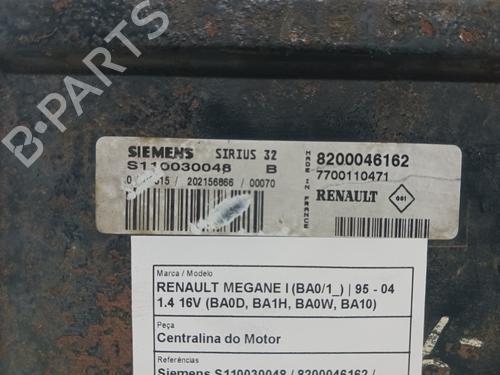 SIEMENS SIRIUS 32
S110030048 B
202156866 / 00070
MADE IN FRANCE
8200046162
7700110471
RENAULT
B-PARTS
Marca / Modelo
RENAULT MEGANE I (BA0/1_) | 95 - 04
1.4 16V (BA0D, BA1H, BA0W, BA10)
Peça
Centralina do Motor
Referências
Siemens S110030048 / 8200046162 /